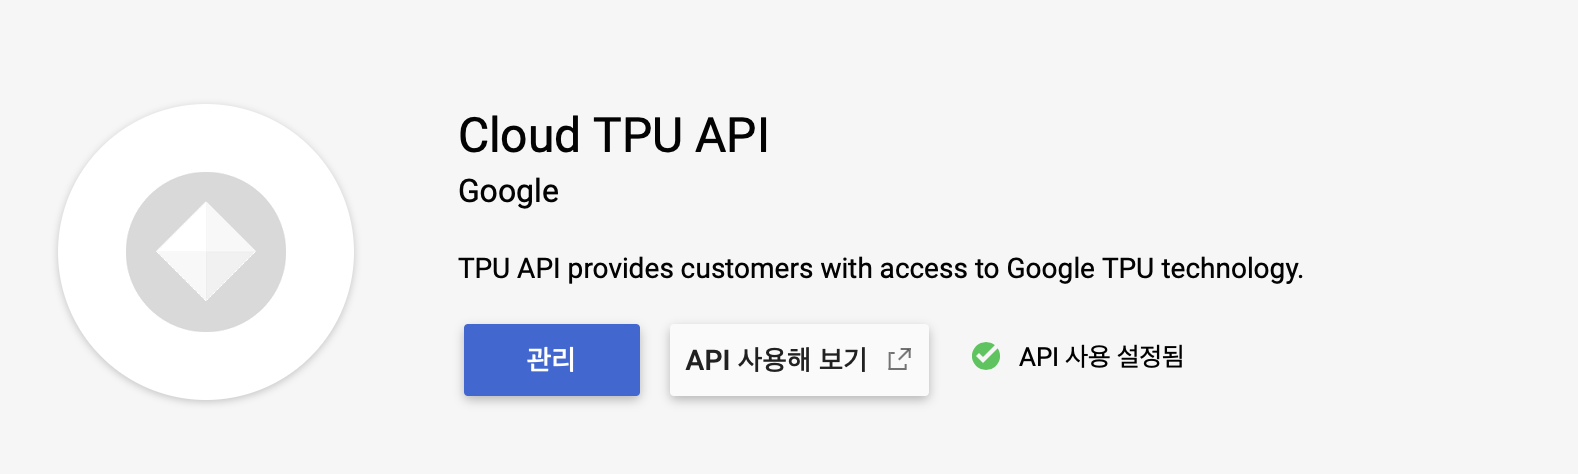 Cloud TPU API
Google
TPU API provides customers with access to Google TPU technology.
관리 API 사용해 보기 API 사용 설정됨